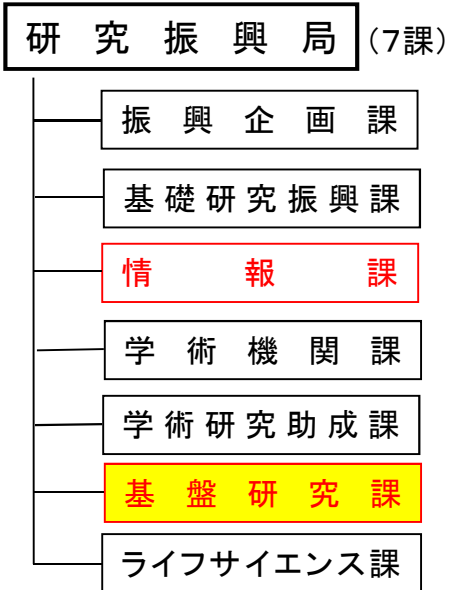 研究振興局（7課）
振興企画課
基礎研究振興課
情報課
学術機関課
学術研究助成課
基盤研究課
ライフサイエンス課